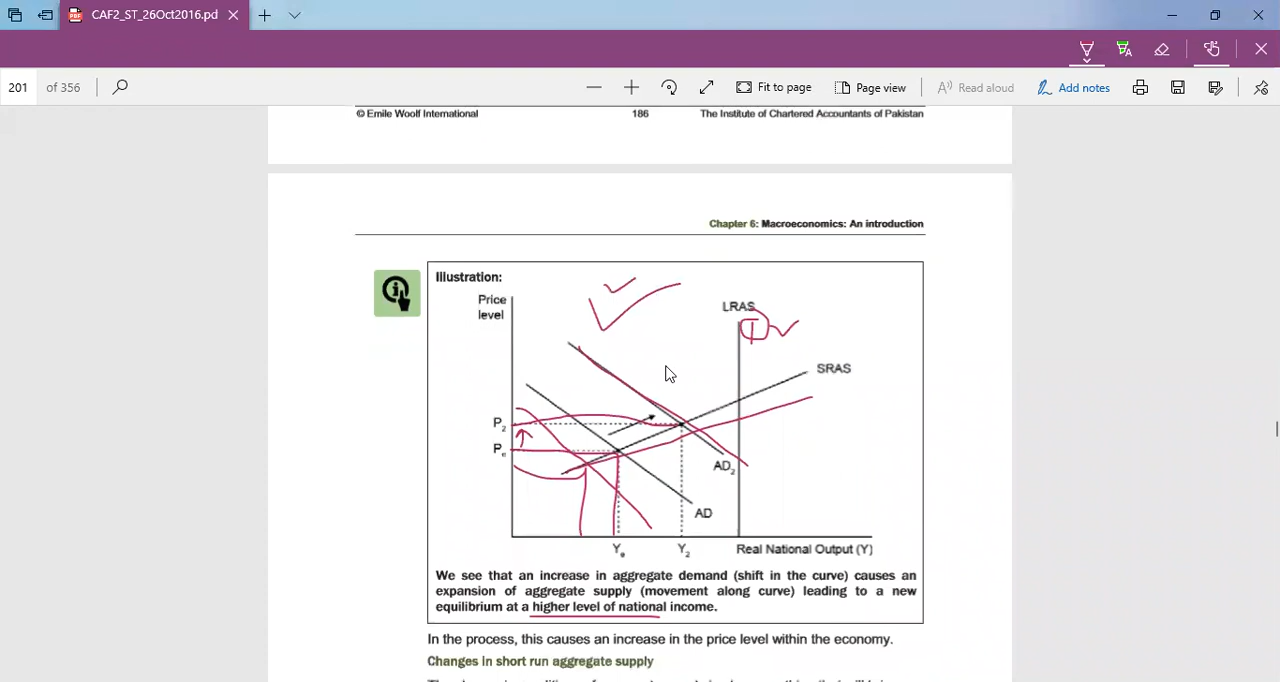 CAF2_ST_26Oct2016.pd
201 of 356
Fit to page
Page view
Read aloud
Add notes
© Emile Woolf International 186 The Institute of Chartered Accountants of Pakistan
Chapter 6: Macroeconomics: An introduction
Illustration:
Price
level
LRAS
SRAS
P2
Pe
AD2
AD
Ye Y2 Real National Output (Y)
We see that an increase in aggregate demand (shift in the curve) causes an
expansion of aggregate supply (movement along curve) leading to a new
equilibrium at a higher level of national income.
In the process, this causes an increase in the price level within the economy.
Changes in short run aggregate supply